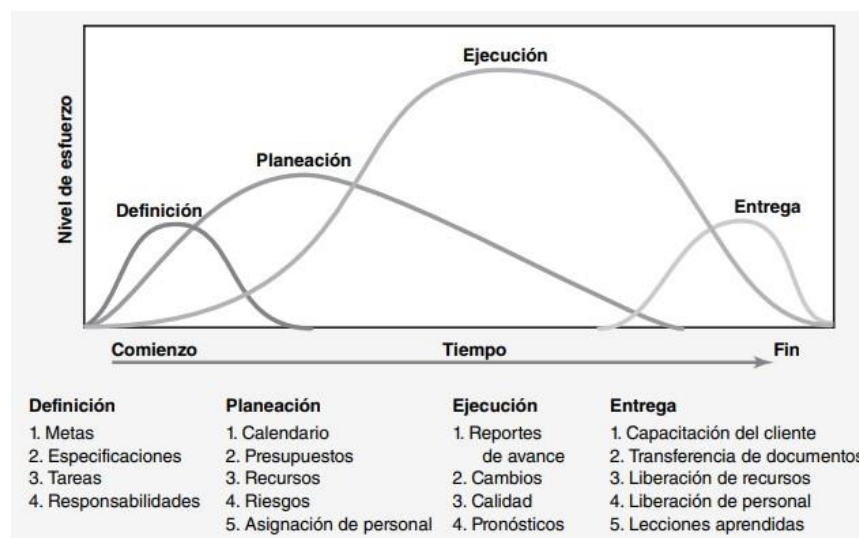 Ejecución
Planeación
Definición
Entrega
Nivel de esfuerzo
Comienzo
Tiempo
Fin
Definición
1. Metas
2. Especificaciones
3. Tareas
4. Responsabilidades
Planeación
1. Calendario
2. Presupuestos
3. Recursos
4. Riesgos
5. Asignación de personal
Ejecución
1. Reportes
de avance
2. Cambios
3. Calidad
4. Pronósticos
Entrega
1. Capacitación del cliente
2. Transferencia de documentos
3. Liberación de recursos
4. Liberación de personal
5. Lecciones aprendidas